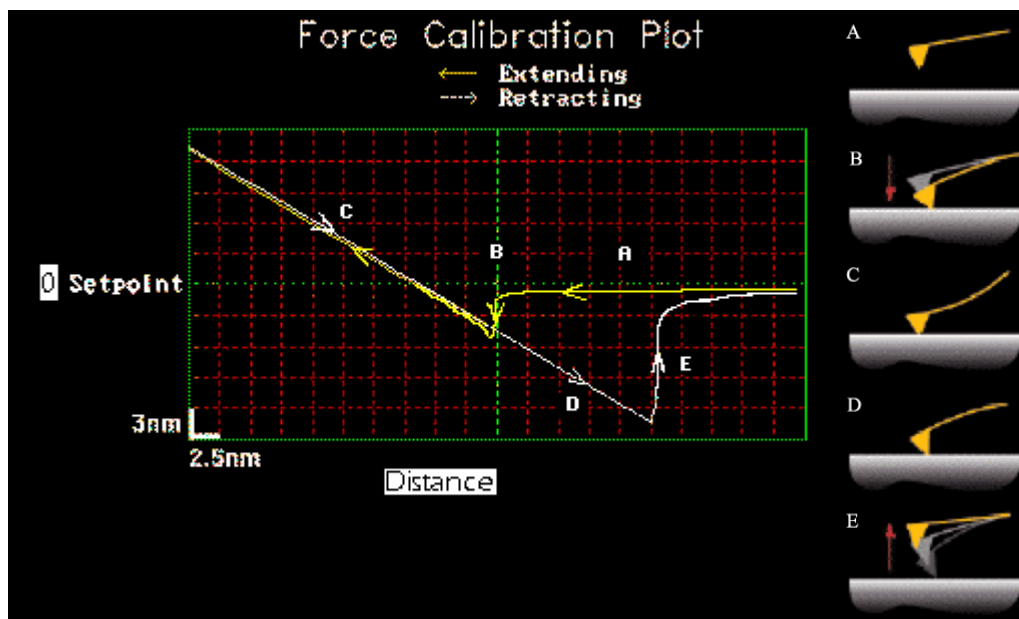 Force Calibration Plot
Extending
Retracting
A
B
C
D
E
C
B
A
0 Setpoint
E
D
3nm
2.5nm
Distance